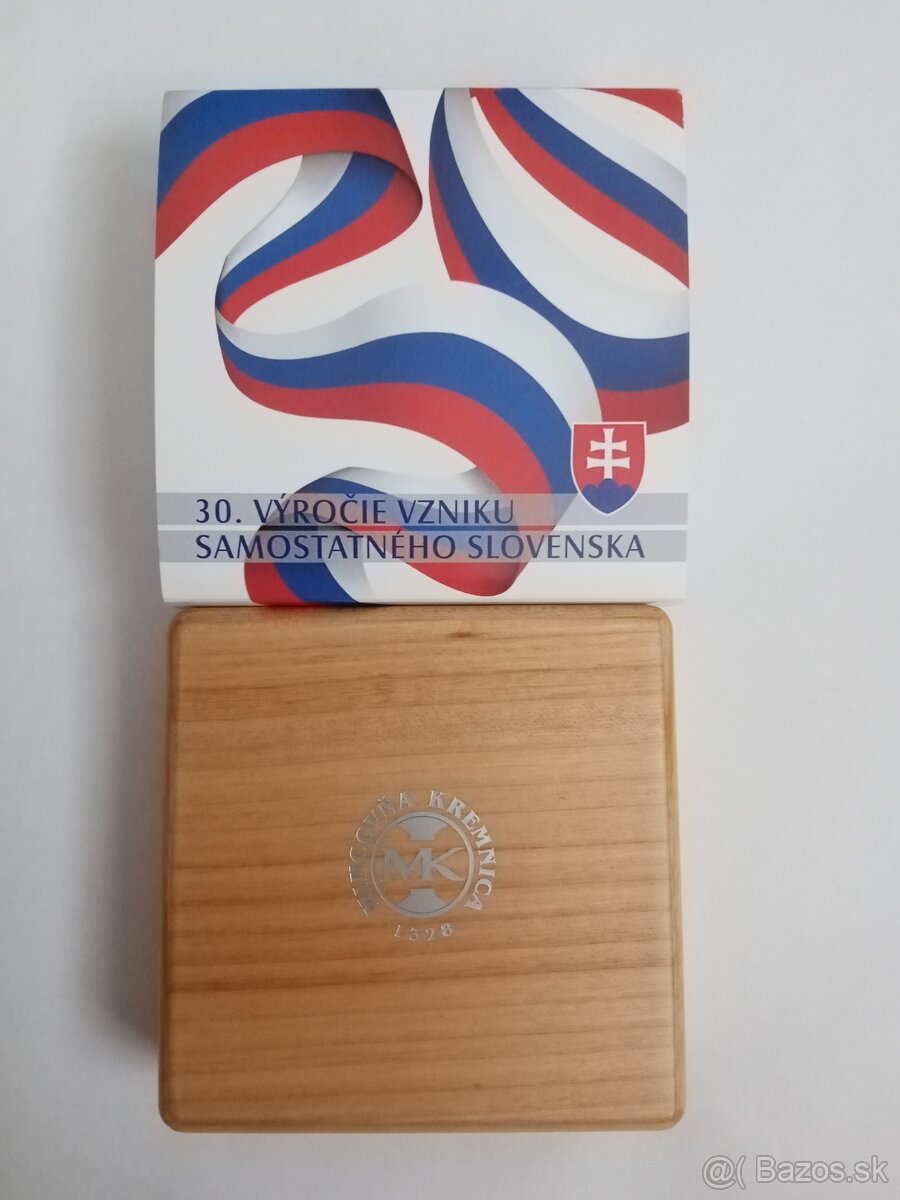 30. VÝROČIE VZNIKU
SAMOSTATNÉHO SLOVENSKA
MINCOVŇA KREMNICA
MK
1328
@( Bazos.sk